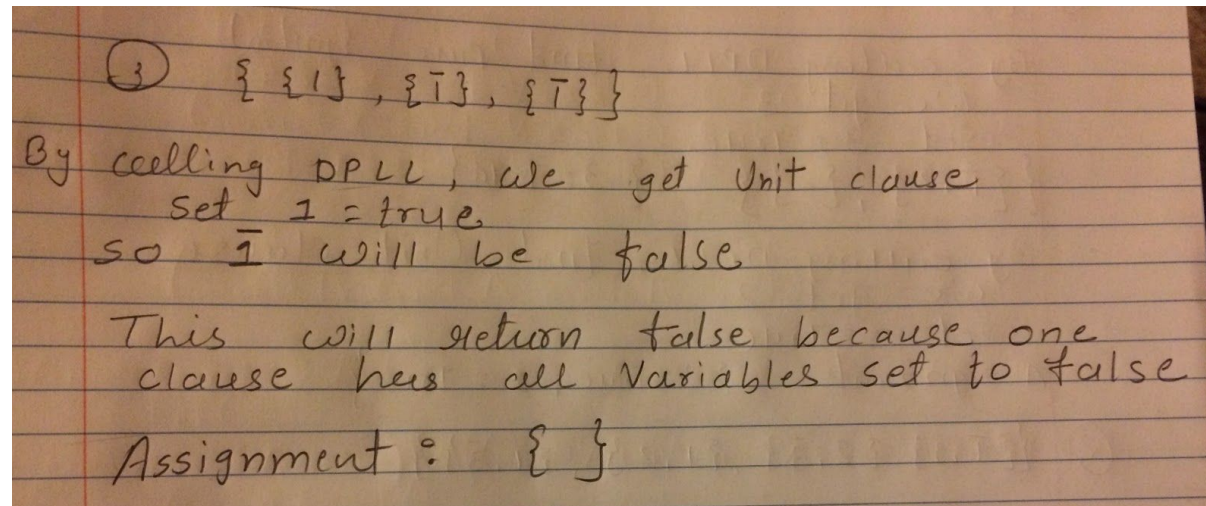 ③ { {1}, {1̅}, {1̅} }
By calling DPLL, we get Unit clause
set 1 = true
so 1̅ will be false
This will return false because one
clause has all variables set to false
Assignment : { }